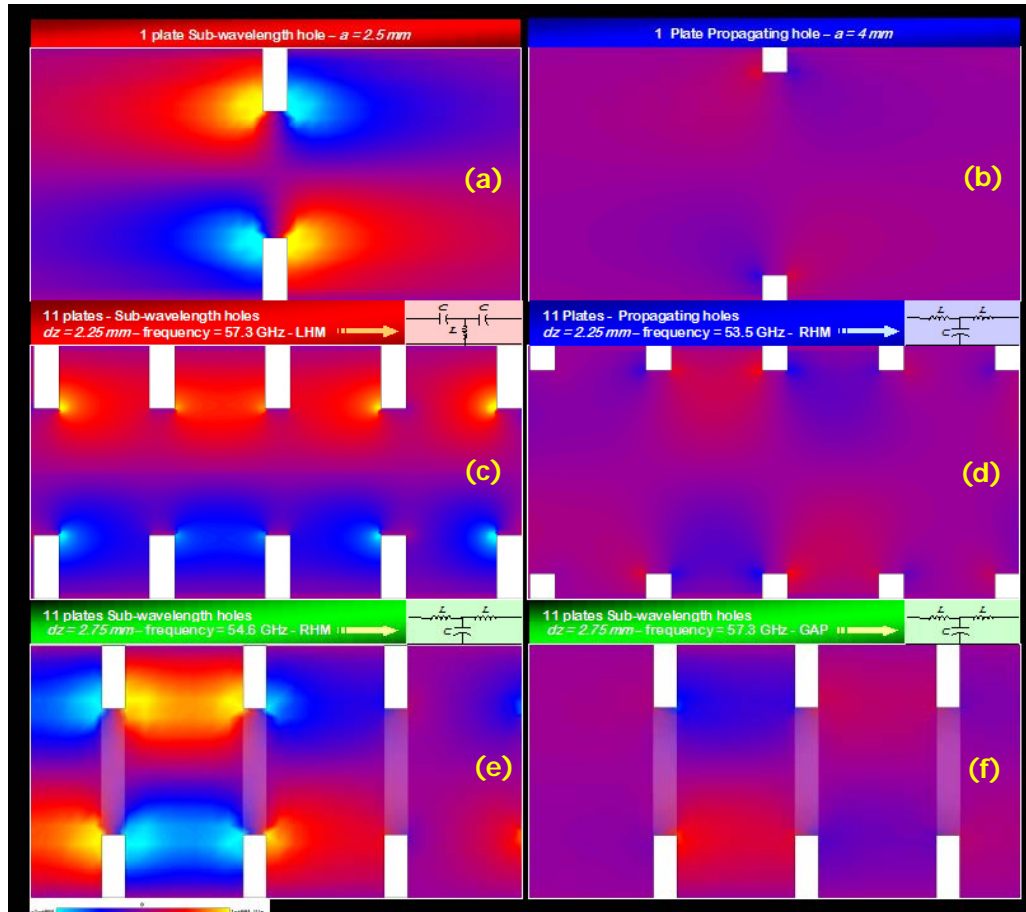 1 plate Sub-wavelength hole – a = 2.5 mm
1 Plate Propagating hole – a = 4 mm
(a)
(b)
11 plates - Sub-wavelength holes
dz = 2.25 mm – frequency = 57.3 GHz - LHM
C C
L
11 Plates - Propagating holes
dz = 2.25 mm – frequency = 53.5 GHz - RHM
L L
C
(c)
(d)
11 plates Sub-wavelength holes
dz = 2.75 mm – frequency = 54.6 GHz - RHM
L L
C
11 plates Sub-wavelength holes
dz = 2.75 mm – frequency = 57.3 GHz - GAP
L L
C
(e)
(f)
0